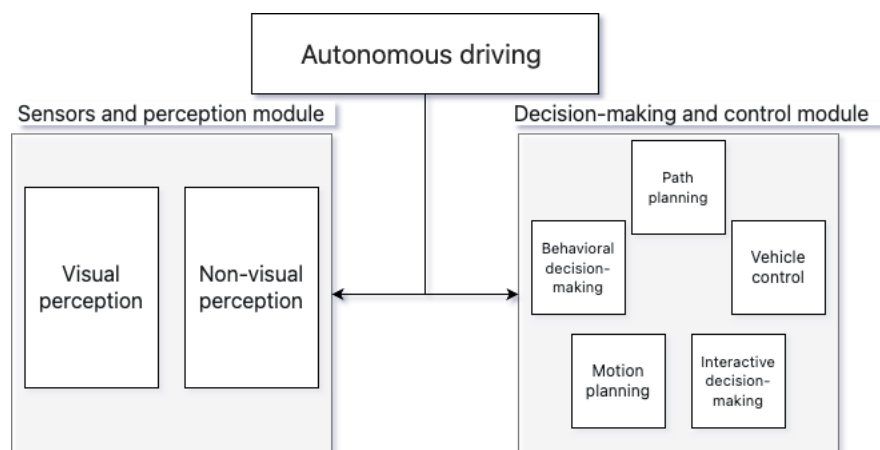 Autonomous driving
Sensors and perception module
Decision-making and control module
Visual
perception
Non-visual
perception
Path
planning
Behavioral
decision-
making
Vehicle
control
Motion
planning
Interactive
decision-
making